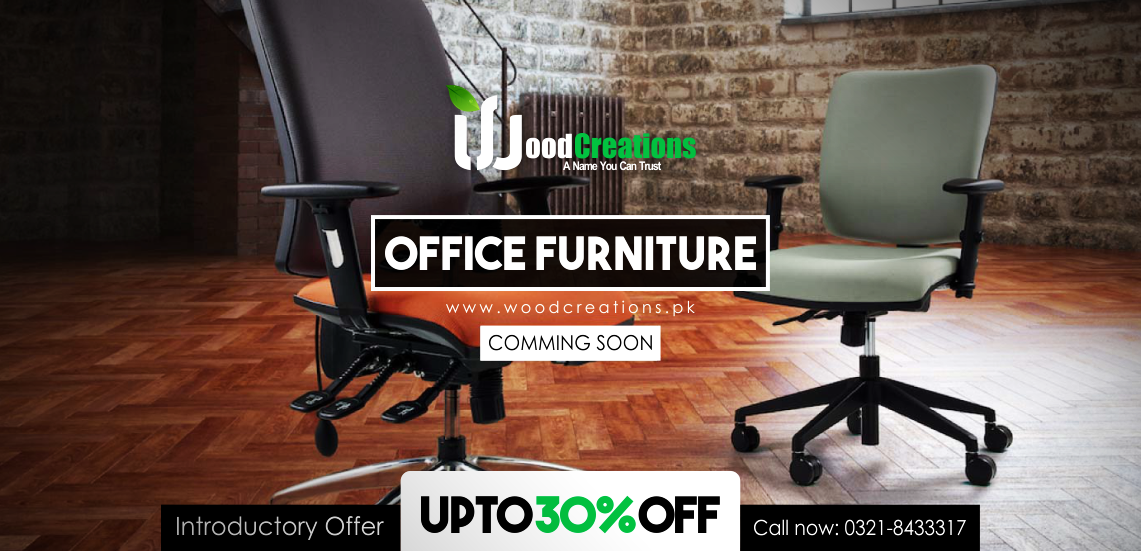 WoodCreations
A Name You Can Trust
OFFICE FURNITURE
www.woodcreations.pk
COMMING SOON
Introductory Offer
UPTO30%OFF
Call now: 0321-8433317